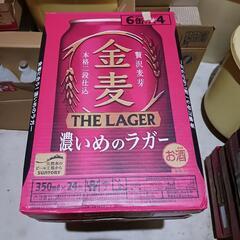 6缶×4
贅沢麦芽
金麦
本格二段仕込
THE LAGER
濃いめのラガー
お酒
SUNTORY
350ml×24